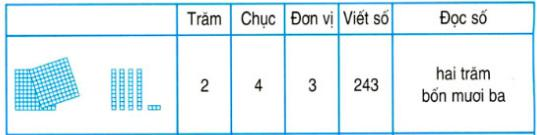 Trăm Chục Đơn vị Viết số Đọc số
2 4 3 243 hai trăm
bốn mươi ba